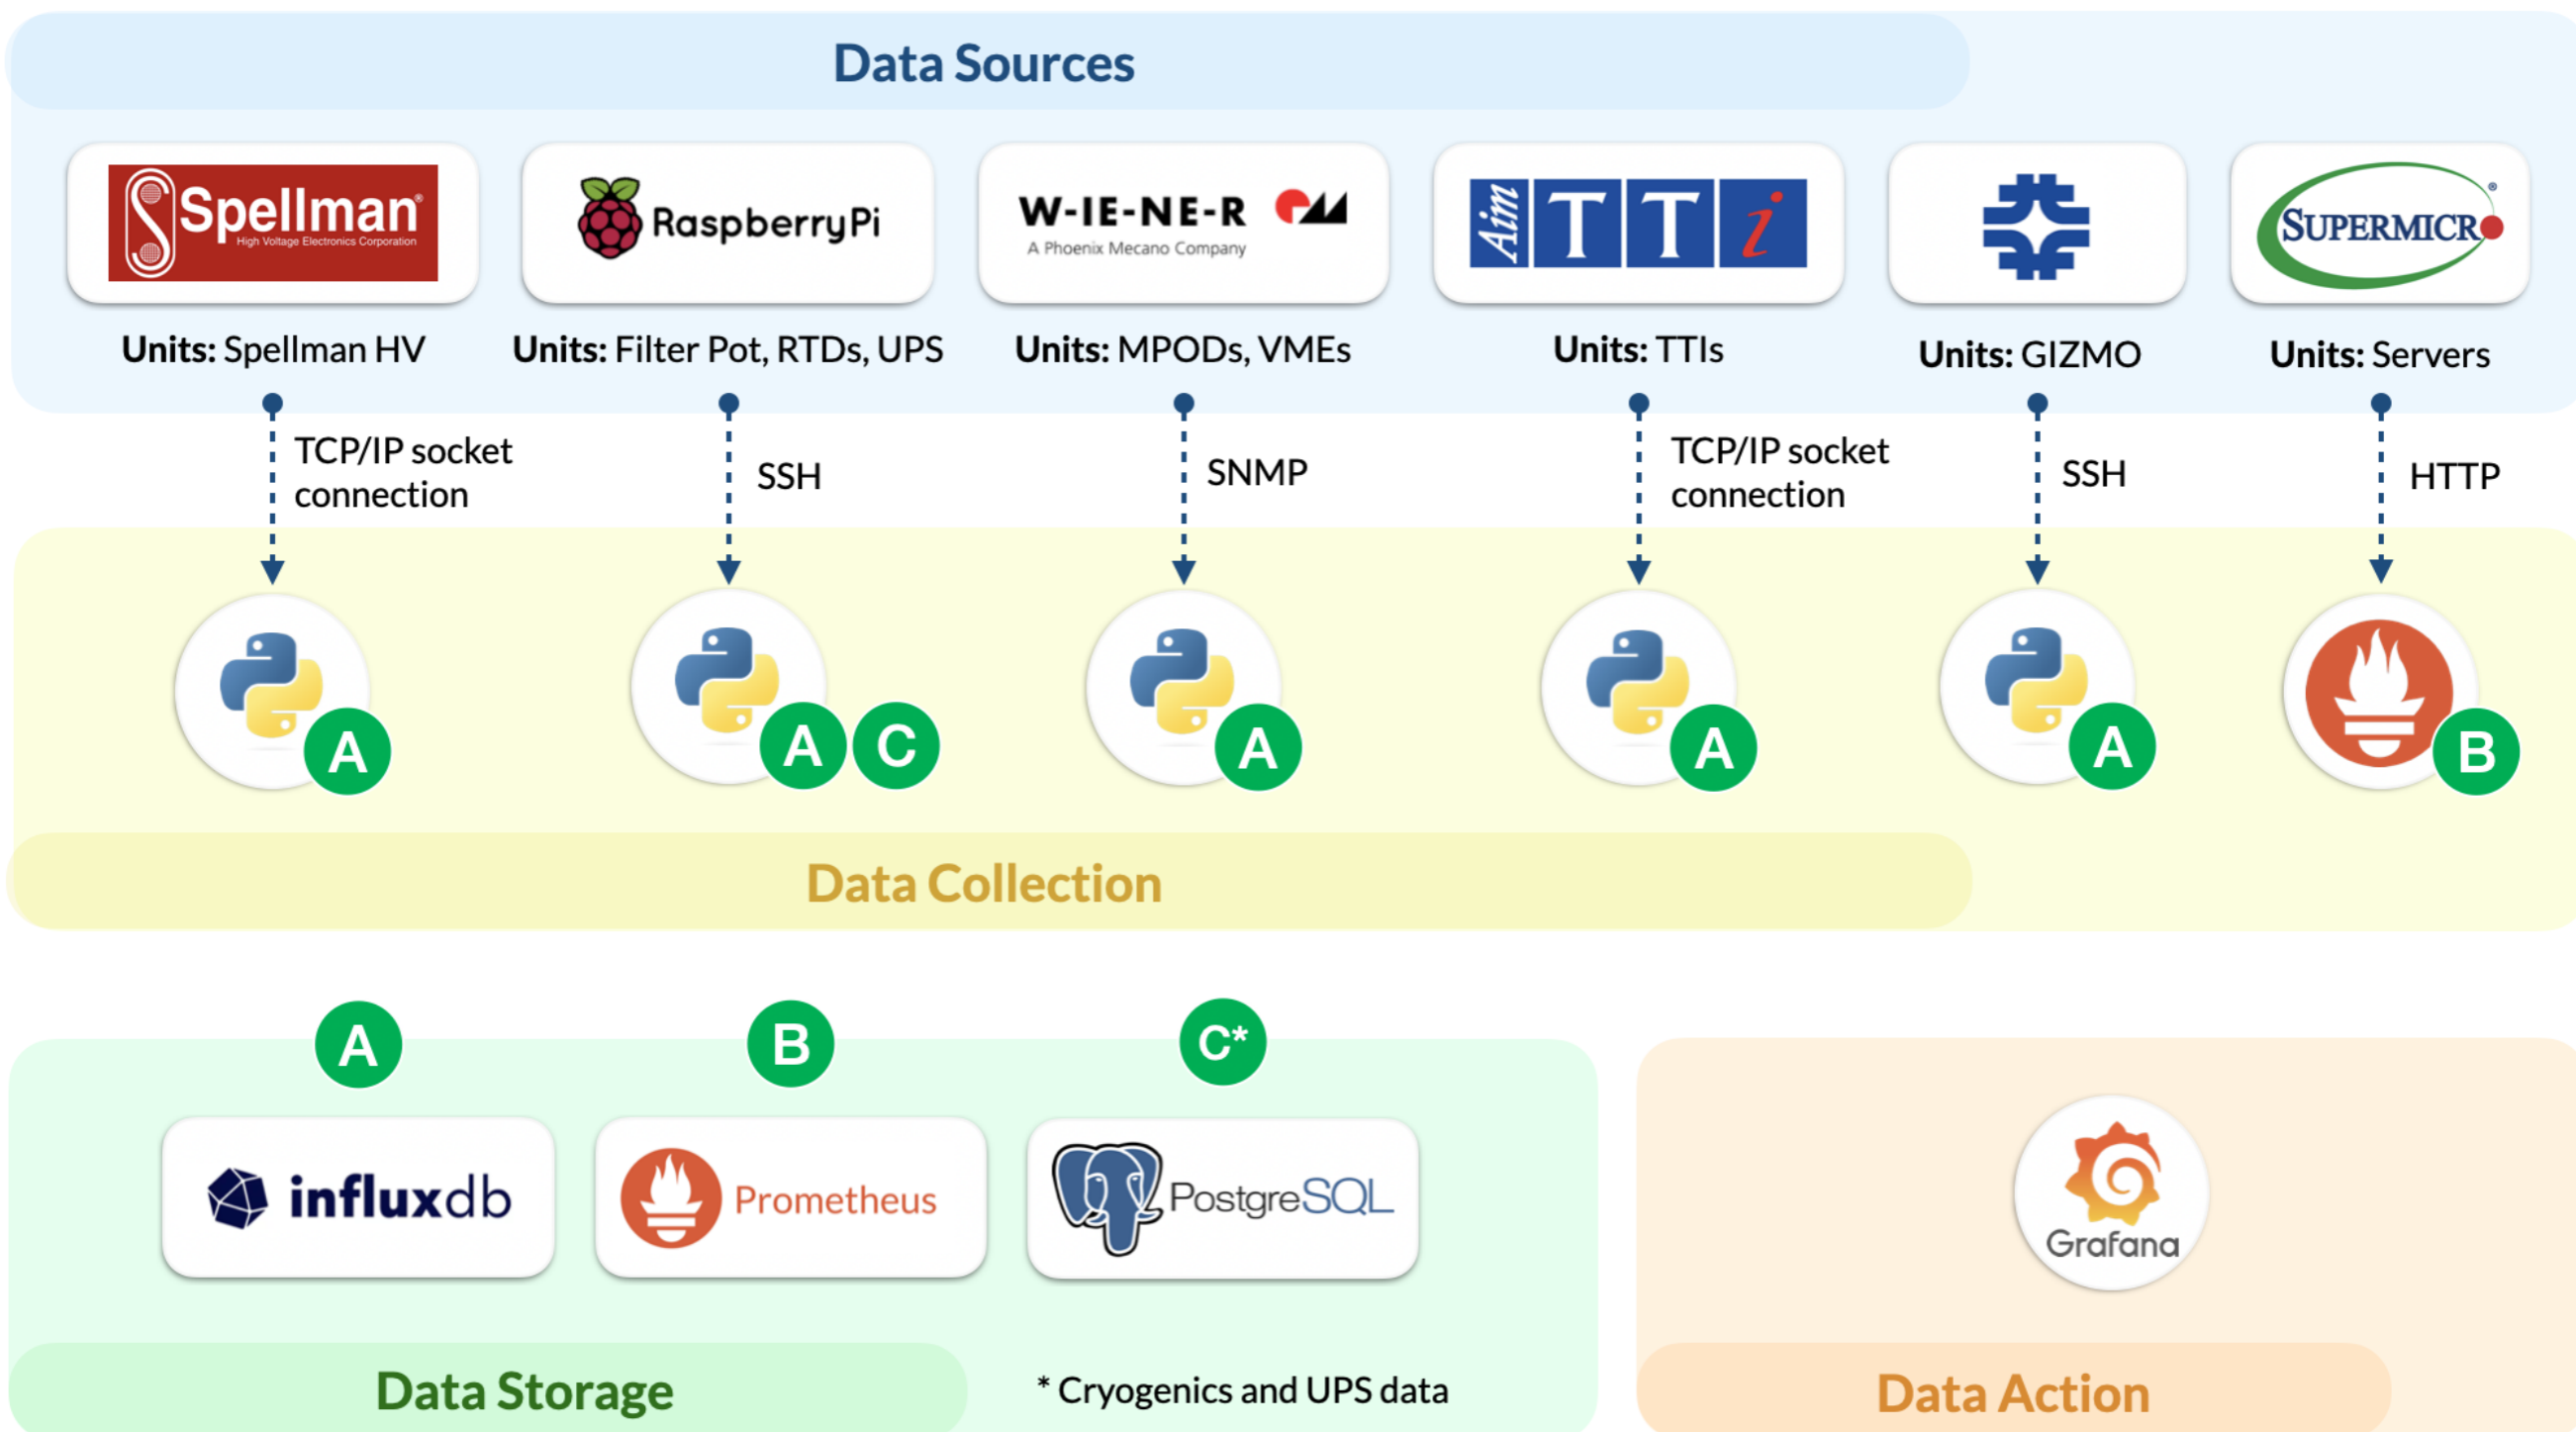 Data Sources
Spellman®
High Voltage Electronics Corporation
RaspberryPi
W-IE-NE-R
A Phoenix Mecano Company
Aim TTi
SUPERMICR
®
Units: Spellman HV
Units: Filter Pot, RTDs, UPS
Units: MPODs, VMEs
Units: TTIs
Units: GIZMO
Units: Servers
TCP/IP socket
connection
SSH
SNMP
TCP/IP socket
connection
SSH
HTTP
A
A
C
A
A
A
B
Data Collection
A
B
C*
influxdb
Prometheus
PostgreSQL
Grafana
Data Storage
* Cryogenics and UPS data
Data Action